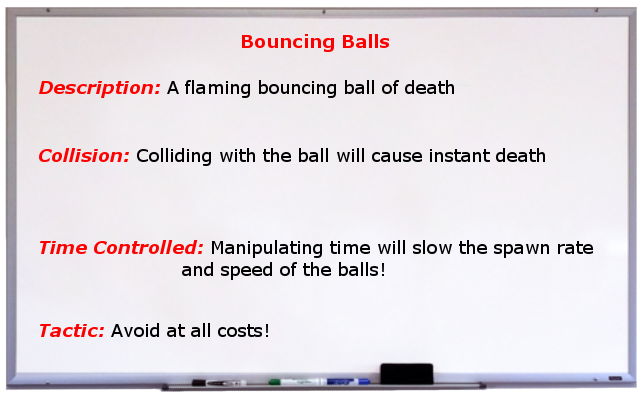 Bouncing Balls
Description: A flaming bouncing ball of death
Collision: Colliding with the ball will cause instant death
Time Controlled: Manipulating time will slow the spawn rate
and speed of the balls!
Tactic: Avoid at all costs!